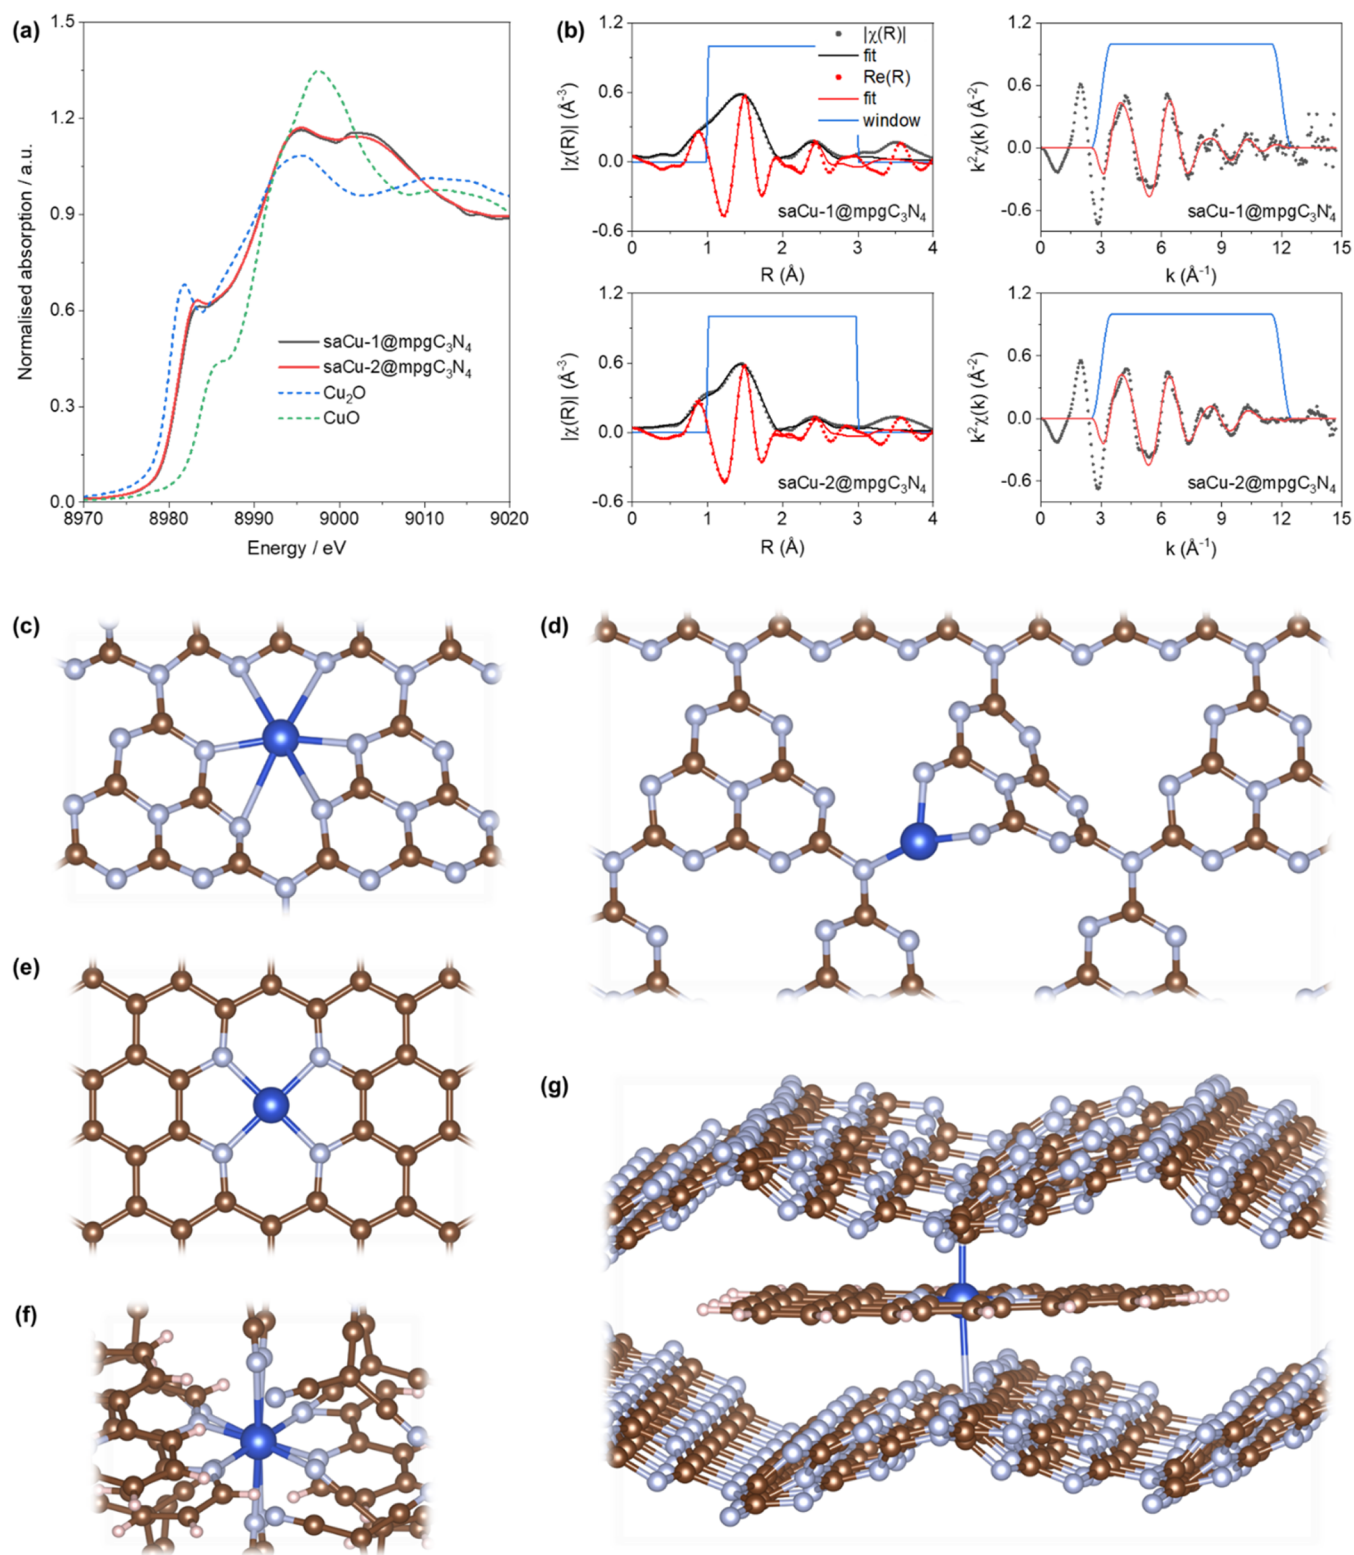 (a)
1.5
1.2
0.9
0.6
0.3
0.0
Normalised absorption / a.u.
saCu-1@mpgC₃N₄
saCu-2@mpgC₃N₄
Cu₂O
CuO
8970 8980 8990 9000 9010 9020
Energy / eV
(b)
1.2
0.6
0.0
-0.6
|χ(R)| (Å⁻³)
|χ(R)|
fit
Re(R)
fit
window
saCu-1@mpgC₃N₄
0 1 2 3 4
R (Å)
1.2
0.6
0.0
-0.6
k²χ(k) (Å⁻²)
saCu-1@mpgC₃N₄
0 3 6 9 12 15
k (Å⁻¹)
1.2
0.6
0.0
-0.6
|χ(R)| (Å⁻³)
saCu-2@mpgC₃N₄
0 1 2 3 4
R (Å)
1.2
0.6
0.0
-0.6
k²χ(k) (Å⁻²)
saCu-2@mpgC₃N₄
0 3 6 9 12 15
k (Å⁻¹)
(c)
(d)
(e)
(f)
(g)